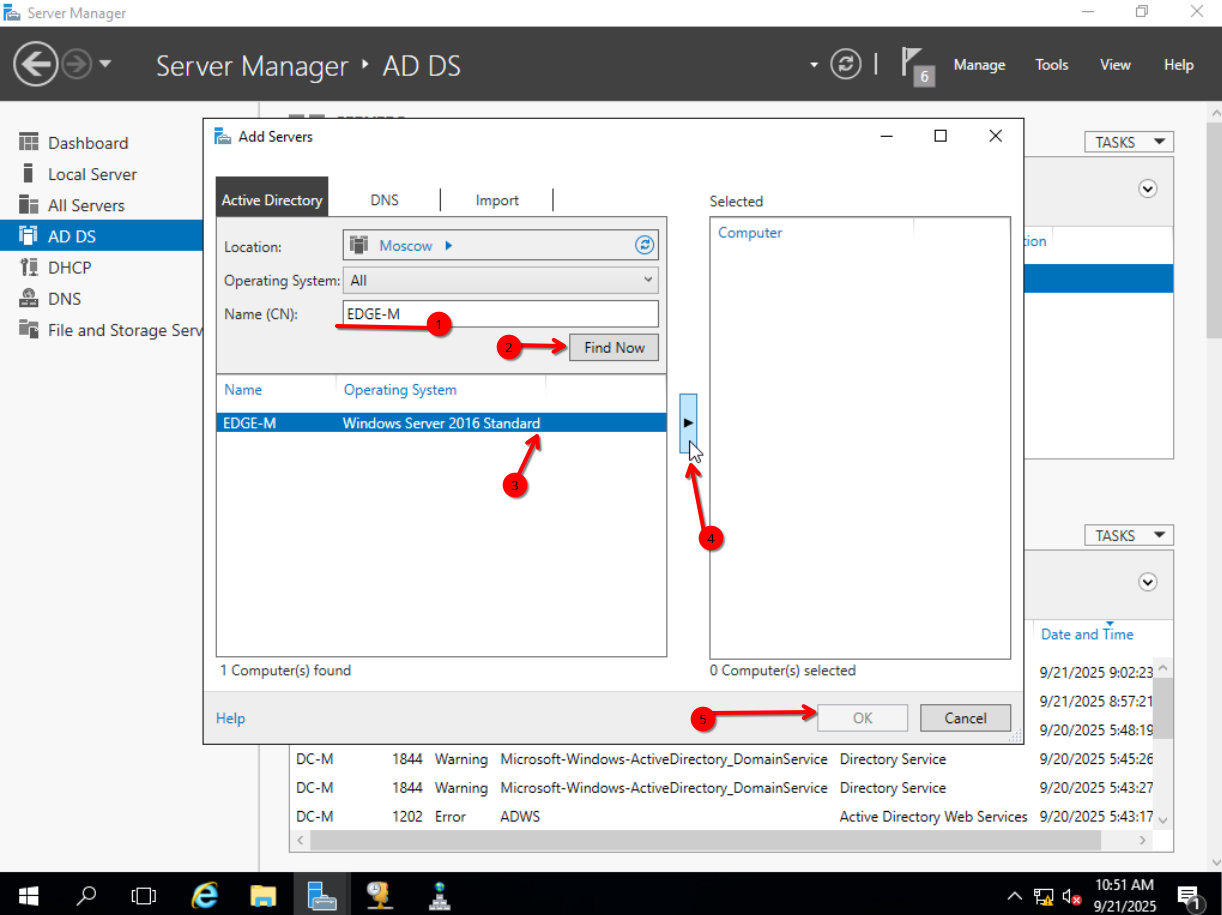 Server Manager
Server Manager ‣ AD DS
6
Manage Tools View Help
Dashboard
Local Server
All Servers
AD DS
DHCP
DNS
File and Storage Serv
TASKS
Add Servers
Active Directory DNS Import
Location: Moscow
Operating System: All
Name (CN): EDGE-M
1
2
Find Now
Name Operating System
EDGE-M Windows Server 2016 Standard
3
4
1 Computer(s) found
Selected
Computer
0 Computer(s) selected
Help
5
OK Cancel
tion
TASKS
Date and Time
9/21/2025 9:02:23
9/21/2025 8:57:21
9/20/2025 5:48:19
DC-M 1844 Warning Microsoft-Windows-ActiveDirectory_DomainService Directory Service 9/20/2025 5:45:26
DC-M 1844 Warning Microsoft-Windows-ActiveDirectory_DomainService Directory Service 9/20/2025 5:43:27
DC-M 1202 Error ADWS Active Directory Web Services 9/20/2025 5:43:17
10:51 AM
9/21/2025
1